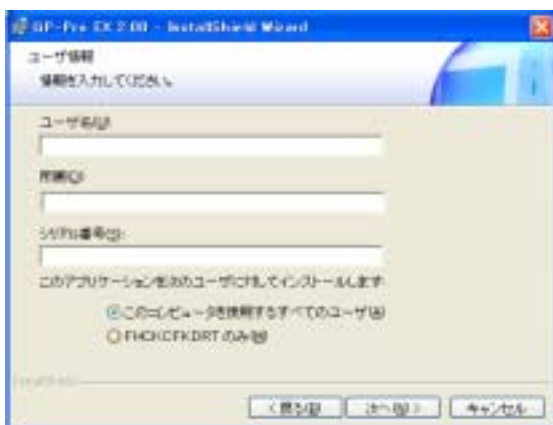 GP-Pro EX 2.00 - InstallShield Wizard
ユーザ情報
情報を入力してください。
ユーザ名(U):
所属(O):
シリアル番号(S):
このアプリケーションを次のユーザに対してインストールします:
このコンピュータを使用するすべてのユーザ(A)
のみ(M)
InstallShield
< 戻る(B)
次へ(N) >
キャンセル